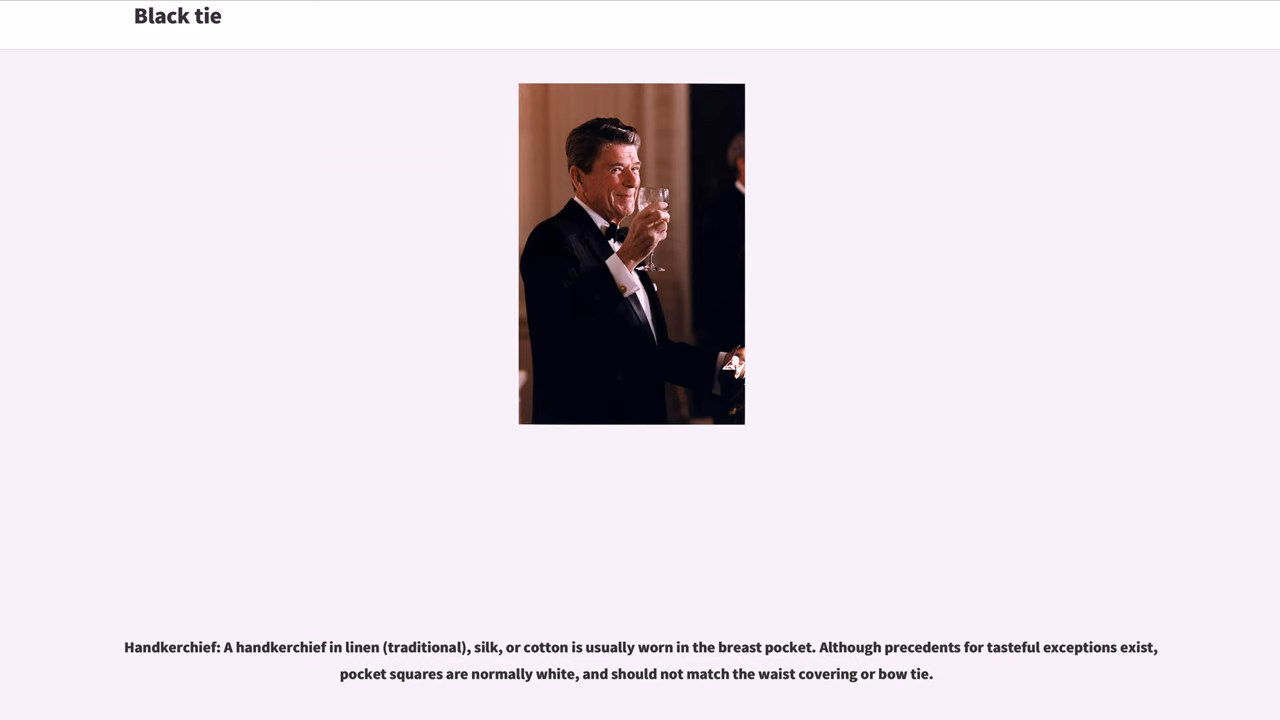 Black tie
Handkerchief: A handkerchief in linen (traditional), silk, or cotton is usually worn in the breast pocket. Although precedents for tasteful exceptions exist,
pocket squares are normally white, and should not match the waist covering or bow tie.